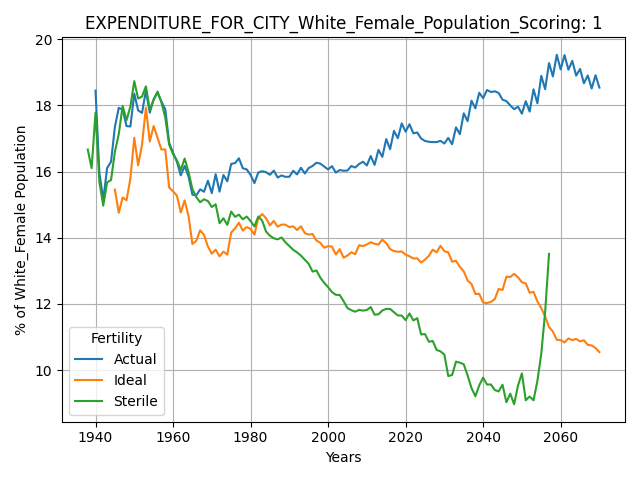 EXPENDITURE_FOR_CITY_White_Female_Population_Scoring: 1
% of White_Female Population
20
18
16
14
12
10
Fertility
Actual
Ideal
Sterile
1940 1960 1980 2000 2020 2040 2060
Years